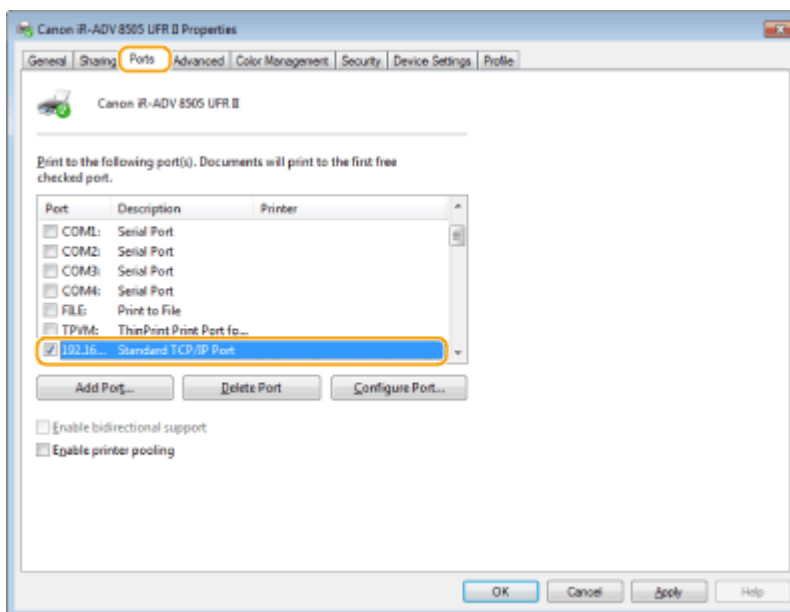 Canon iR-ADV 8505 UFR II Properties
General Sharing Ports Advanced Color Management Security Device Settings Profile
Canon iR-ADV 8505 UFR II
Print to the following port(s). Documents will print to the first free
checked port.
Port Description Printer
COM1: Serial Port
COM2: Serial Port
COM3: Serial Port
COM4: Serial Port
FILE: Print to File
TPVM: ThinPrint Print Port fo...
192.16... Standard TCP/IP Port
Add Port... Delete Port Configure Port...
Enable bidirectional support
Enable printer pooling
OK Cancel Apply Help